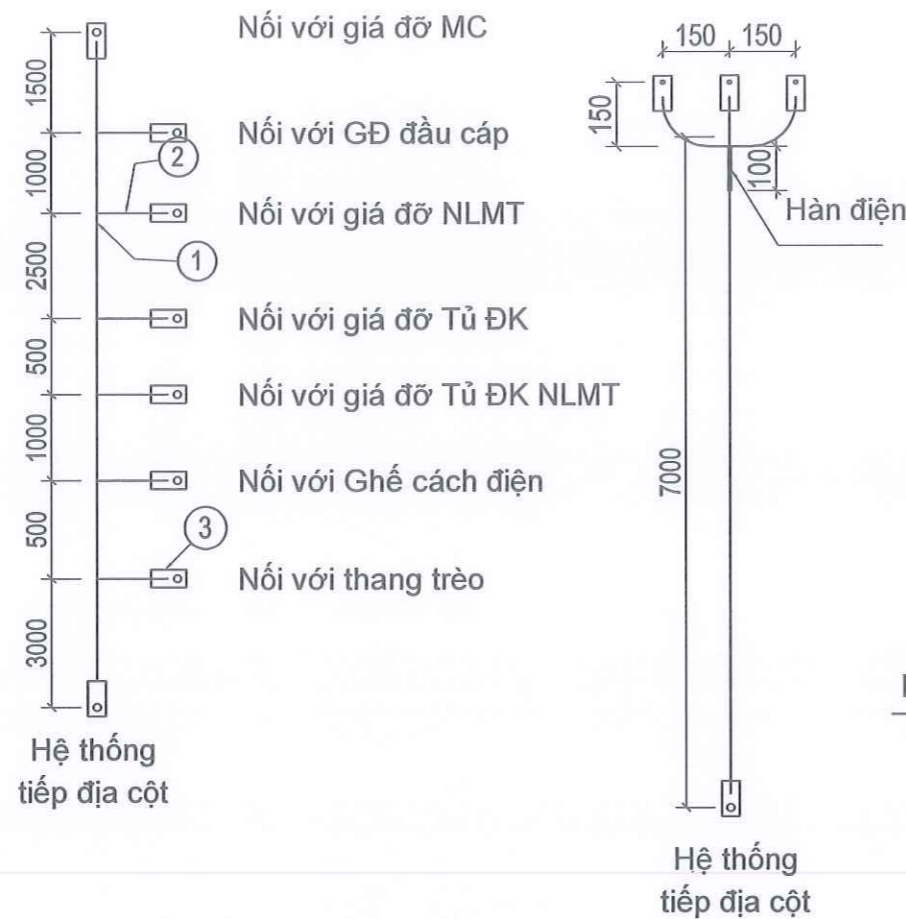 Nối với giá đỡ MC
1500
Nối với GĐ đầu cáp
2
1000
Nối với giá đỡ NLMT
1
2500
Nối với giá đỡ Tủ ĐK
500
Nối với giá đỡ Tủ ĐK NLMT
1000
Nối với Ghế cách điện
500
3
Nối với thang trèo
3000
Hệ thống
tiếp địa cột
150 150
150
100
Hàn điện
7000
Hệ thống
tiếp địa cột